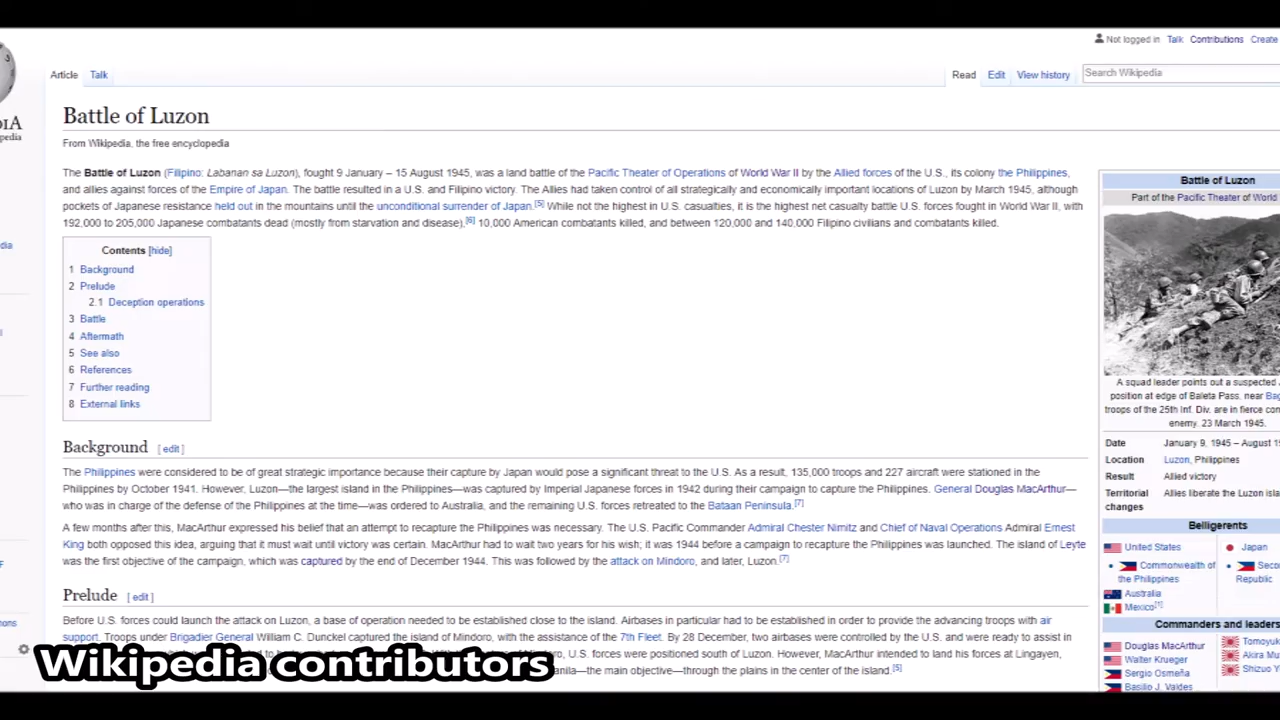 Not logged in Talk Contributions Create
Article Talk Read Edit View history Search Wikipedia
Battle of Luzon
From Wikipedia, the free encyclopedia
The Battle of Luzon (Filipino: Labanan sa Luzon), fought 9 January – 15 August 1945, was a land battle of the Pacific Theater of Operations of World War II by the Allied forces of the U.S., its colony the Philippines,
and allies against forces of the Empire of Japan. The battle resulted in a U.S. and Filipino victory. The Allies had taken control of all strategically and economically important locations of Luzon by March 1945, although
pockets of Japanese resistance held out in the mountains until the unconditional surrender of Japan.[5] While not the highest in U.S. casualties, it is the highest net casualty battle U.S. forces fought in World War II, with
192,000 to 205,000 Japanese combatants dead (mostly from starvation and disease),[6] 10,000 American combatants killed, and between 120,000 and 140,000 Filipino civilians and combatants killed.
Contents [hide]
1 Background
2 Prelude
2.1 Deception operations
3 Battle
4 Aftermath
5 See also
6 References
7 Further reading
8 External links
Background [ edit ]
The Philippines were considered to be of great strategic importance because their capture by Japan would pose a significant threat to the U.S. As a result, 135,000 troops and 227 aircraft were stationed in the
Philippines by October 1941. However, Luzon—the largest island in the Philippines—was captured by Imperial Japanese forces in 1942 during their campaign to capture the Philippines. General Douglas MacArthur—
who was in charge of the defense of the Philippines at the time—was ordered to Australia, and the remaining U.S. forces retreated to the Bataan Peninsula.[7]
A few months after this, MacArthur expressed his belief that an attempt to recapture the Philippines was necessary. The U.S. Pacific Commander Admiral Chester Nimitz and Chief of Naval Operations Admiral Ernest
King both opposed this idea, arguing that it must wait until victory was certain. MacArthur had to wait two years for his wish; it was 1944 before a campaign to recapture the Philippines was launched. The island of Leyte
was the first objective of the campaign, which was captured by the end of December 1944. This was followed by the attack on Mindoro, and later, Luzon.[7]
Prelude [ edit ]
Before U.S. forces could launch the attack on Luzon, a base of operation needed to be established close to the island. Airbases in particular had to be established in order to provide the advancing troops with air
support. Troops under Brigadier General William C. Dunckel captured the island of Mindoro, with the assistance of the 7th Fleet. By 28 December, two airbases were controlled by the U.S. and were ready to assist in
U.S. forces were positioned south of Luzon. However, MacArthur intended to land his forces at Lingayen,
—the main objective—through the plains in the center of the island.[5]
Battle of Luzon
Part of the Pacific Theater of World
A squad leader points out a suspected
position at edge of Baleta Pass, near Bag
troops of the 25th Inf. Div. are in fierce com
enemy. 23 March 1945.
Date January 9, 1945 – August 1
Location Luzon, Philippines
Result Allied victory
Territorial Allies liberate the Luzon isla
changes
Belligerents
United States Japan
Commonwealth of Seco
the Philippines Republic
Australia
Mexico[1]
Commanders and leaders
Douglas MacArthur Tomoyuk
Walter Krueger Akira Mu
Sergio Osmeña Shizuo Y
Basilio J. Valdes
Wikipedia contributors